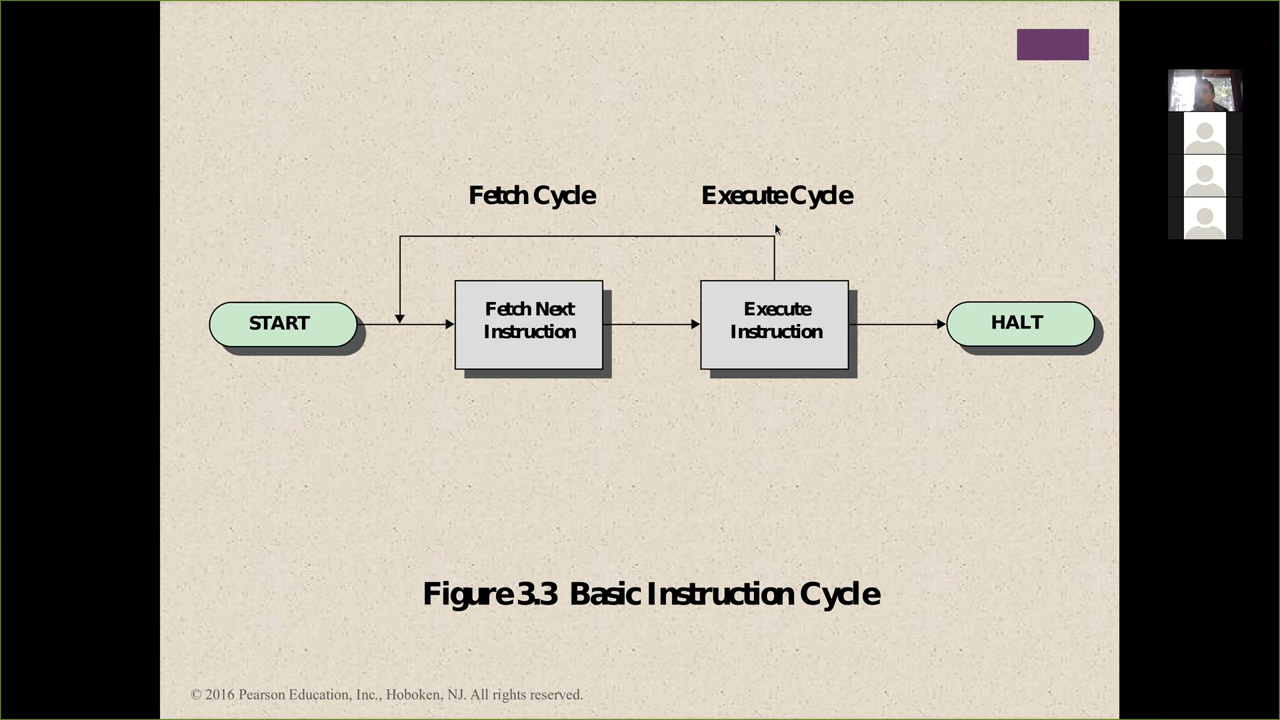 Fetch Cycle
Execute Cycle
START
Fetch Next
Instruction
Execute
Instruction
HALT
Figure 3.3 Basic Instruction Cycle
© 2016 Pearson Education, Inc., Hoboken, NJ. All rights reserved.